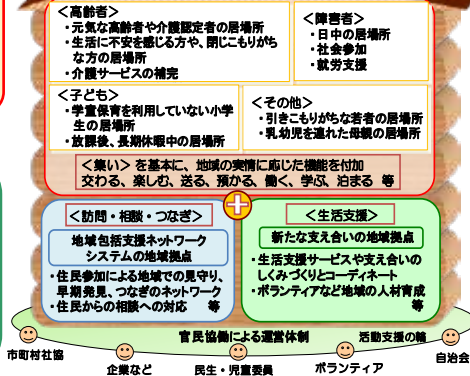 ＜高齢者＞
・元気な高齢者や介護認定者の居場所
・生活に不安を感じる方や、閉じこもりがち
な方の居場所
・介護サービスの補完
＜障害者＞
・日中の居場所
・社会参加
・就労支援
＜子ども＞
・学童保育を利用していない小学
生の居場所
・放課後、長期休暇中の居場所
＜その他＞
・引きこもりがちな若者の居場所
・乳幼児を連れた母親の居場所
＜集い＞を基本に、地域の実情に応じた機能を付加
交わる、楽しむ、送る、預かる、働く、学ぶ、泊まる 等
＜訪問・相談・つなぎ＞
地域包括支援ネットワーク
システムの地域拠点
・住民参加による地域での見守り、
早期発見、つなぎのネットワーク
・住民からの相談への対応 等
＜生活支援＞
新たな支え合いの地域拠点
・生活支援サービスや支え合いの
しくみづくりとコーディネート
・ボランティアなど地域の人材育成
等
官民協働による運営体制
活動支援の輪
市町村社協
企業など
民生・児童委員
ボランティア
自治会